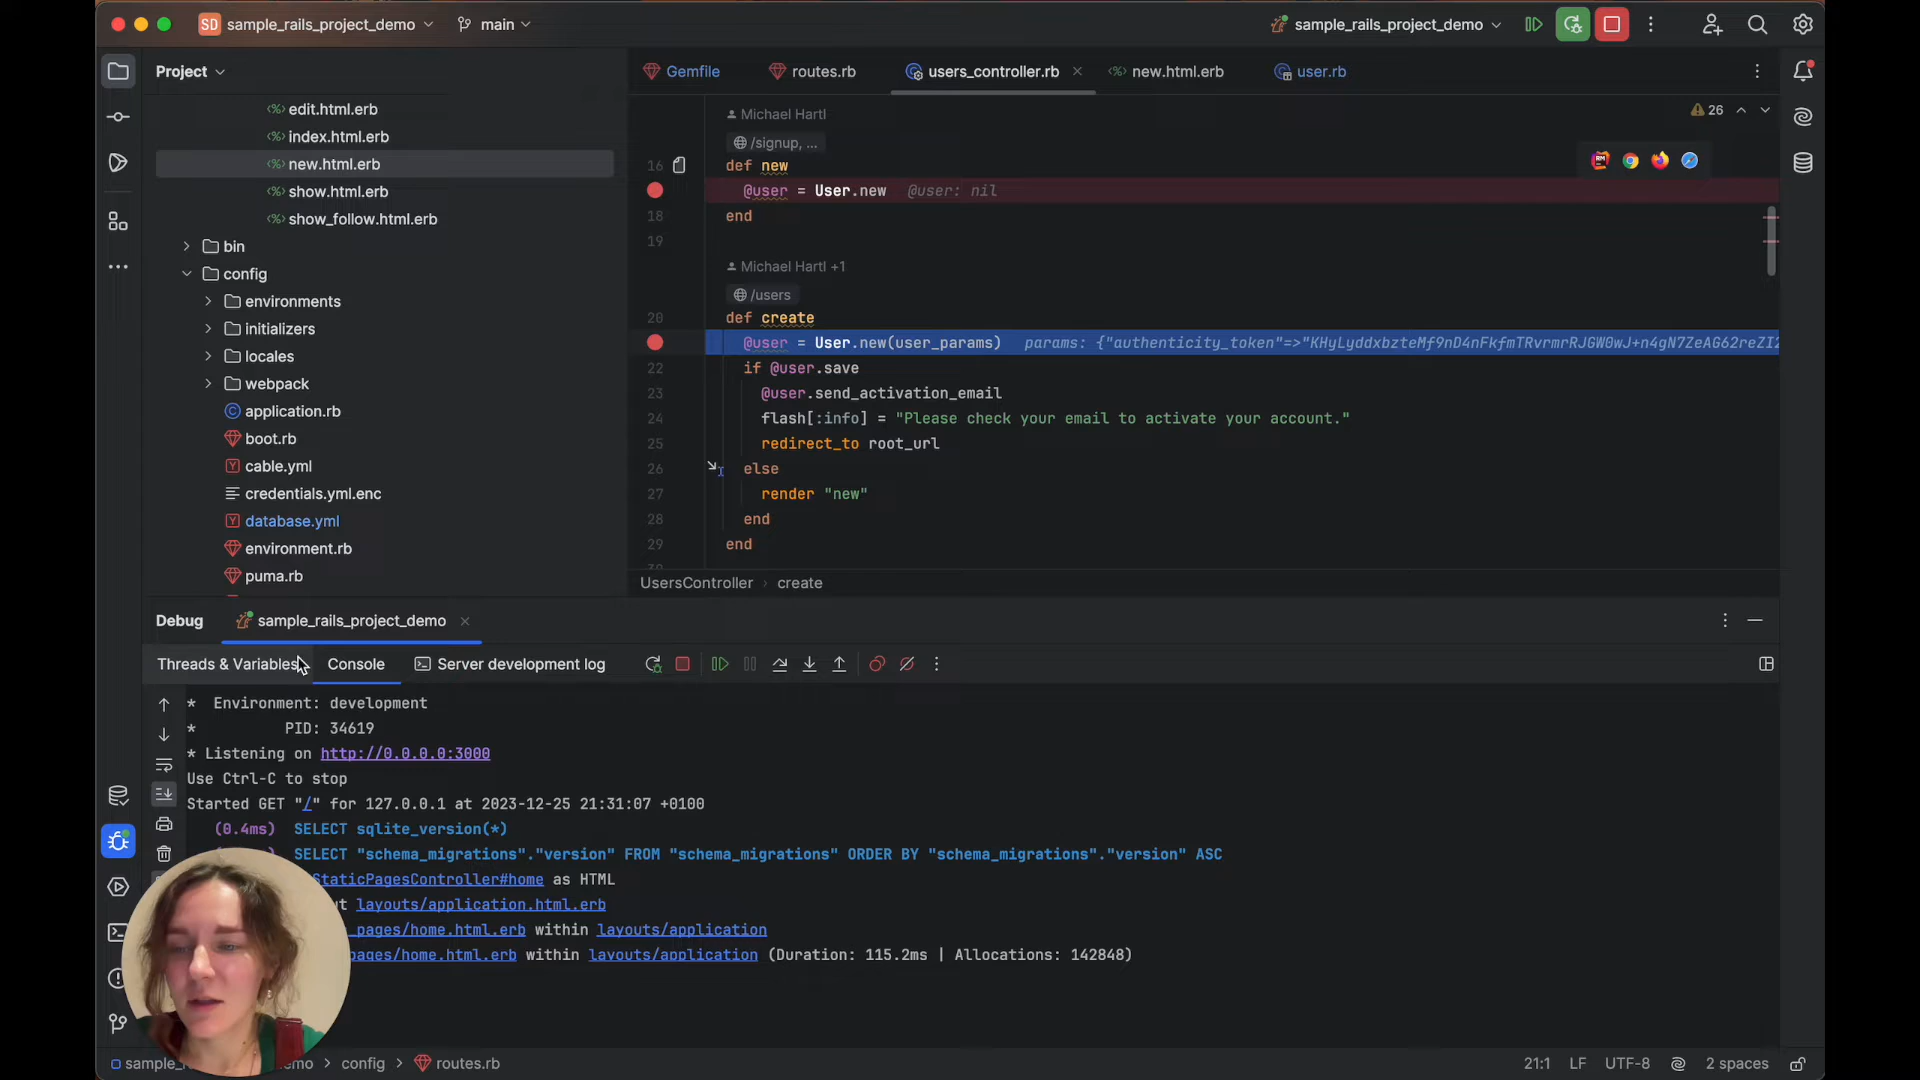 SD sample_rails_project_demo main sample_rails_project_demo
Project
edit.html.erb
index.html.erb
new.html.erb
show.html.erb
show_follow.html.erb
bin
config
environments
initializers
locales
webpack
application.rb
boot.rb
cable.yml
credentials.yml.enc
database.yml
environment.rb
puma.rb
Gemfile routes.rb users_controller.rb new.html.erb user.rb
26
Michael Hartl
/signup, ...
16 def new
@user = User.new @user: nil
18 end
19
Michael Hartl +1
/users
20 def create
@user = User.new(user_params) params: {"authenticity_token"=>"KHyLyddxbzteMf9nD4nFkfmTRvrmrRJGW0wJ+n4gN7ZeAG62reZI2
22 if @user.save
23 @user.send_activation_email
24 flash[:info] = "Please check your email to activate your account."
25 redirect_to root_url
26 else
27 render "new"
28 end
29 end
UsersController › create
Debug sample_rails_project_demo
Threads & Variables Console Server development log
* Environment: development
* PID: 34619
* Listening on http://0.0.0.0:3000
Use Ctrl-C to stop
Started GET "/" for 127.0.0.1 at 2023-12-25 21:31:07 +0100
(0.4ms) SELECT sqlite_version(*)
SELECT "schema_migrations"."version" FROM "schema_migrations" ORDER BY "schema_migrations"."version" ASC
StaticPagesController#home as HTML
layouts/application.html.erb
pages/home.html.erb within layouts/application
pages/home.html.erb within layouts/application (Duration: 115.2ms | Allocations: 142848)
config › routes.rb 21:1 LF UTF-8 2 spaces